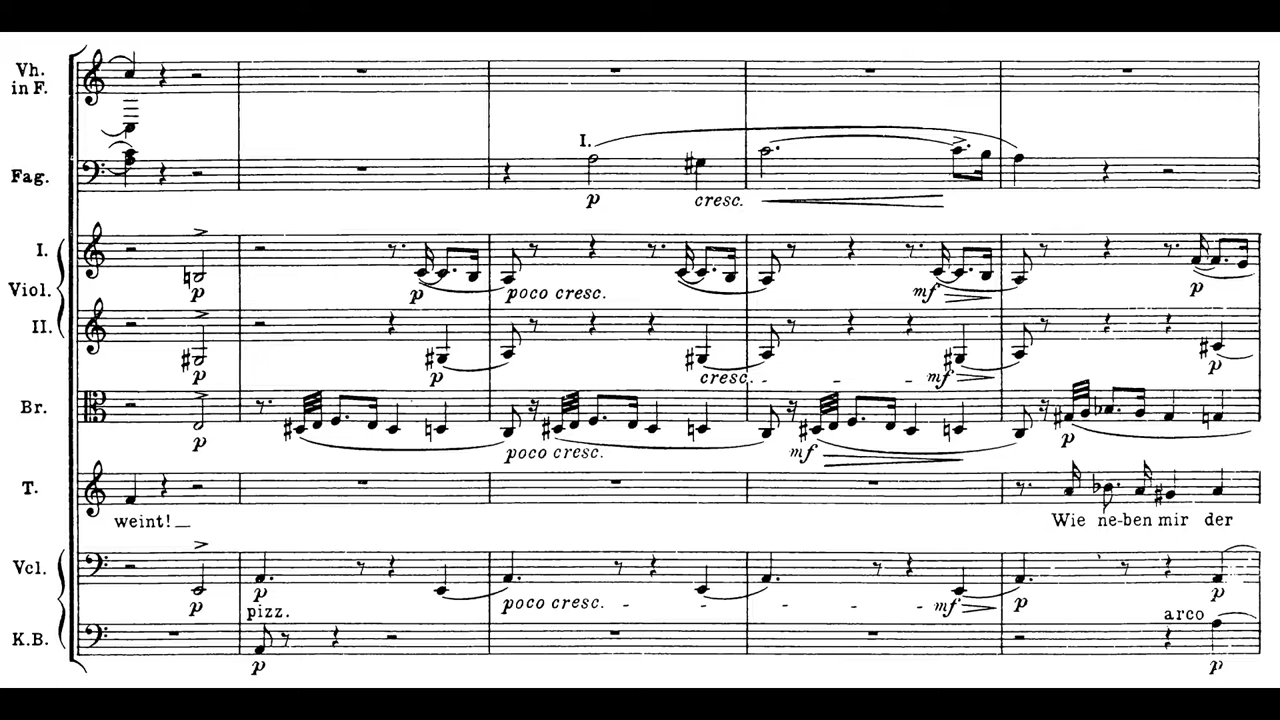 Vh.
in F.
I.
Fag.
p cresc.
I.
p p poco cresc. mf p
Viol.
II.
p p cresc. mf p
Br.
p poco cresc. mf p
T.
weint! Wie ne-ben mir der
Vcl.
p p poco cresc. mf p p
pizz. arco
K.B.
p p